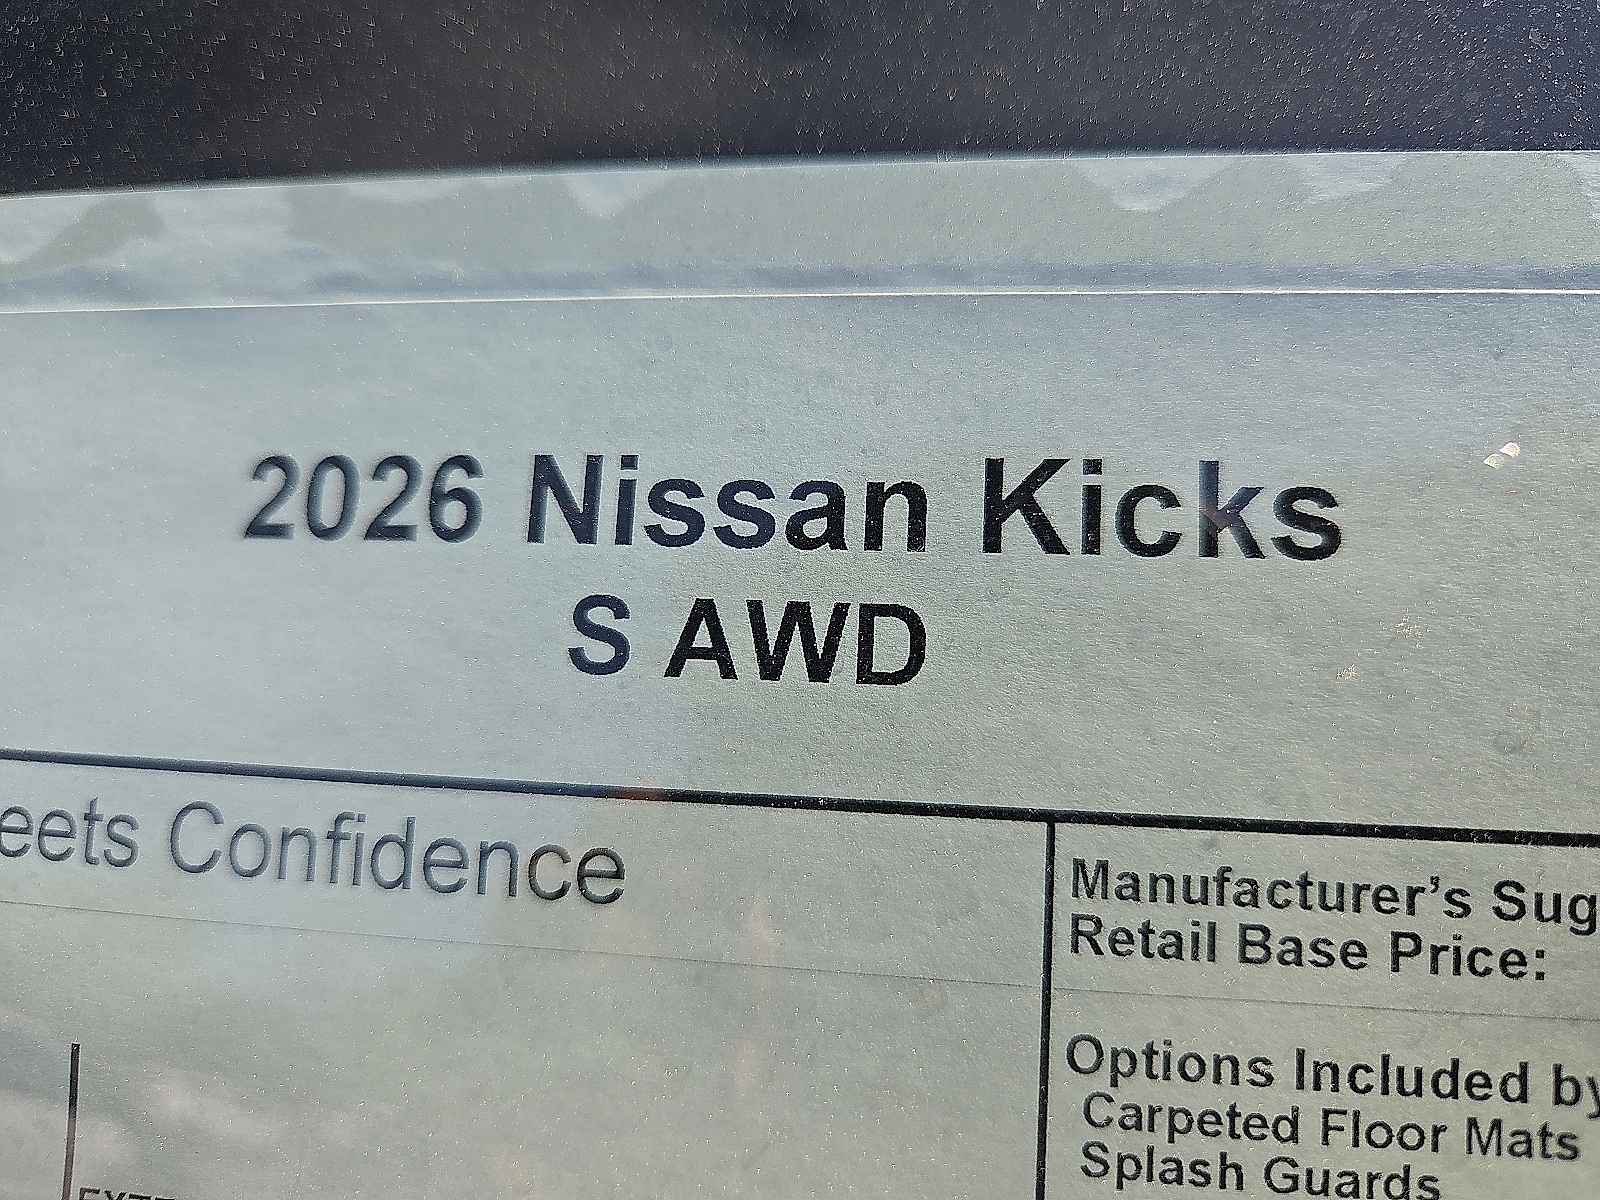 2026 Nissan Kicks
S AWD
eets Confidence
Manufacturer's Sug
Retail Base Price:
Options Included by
Carpeted Floor Mats
Splash Guards